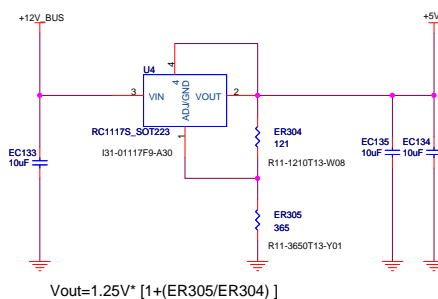 +12V_BUS
+5V
U4
4
4
3
VIN
VOUT
2
ADJ/GND
RC1117S_SOT223
1
I31-01117F9-A30
ER304
121
R11-1210T13-W08
EC133
10uF
EC135
10uF
EC134
10uF
ER305
365
R11-3650T13-Y01
Vout=1.25V* [1+(ER305/ER304) ]